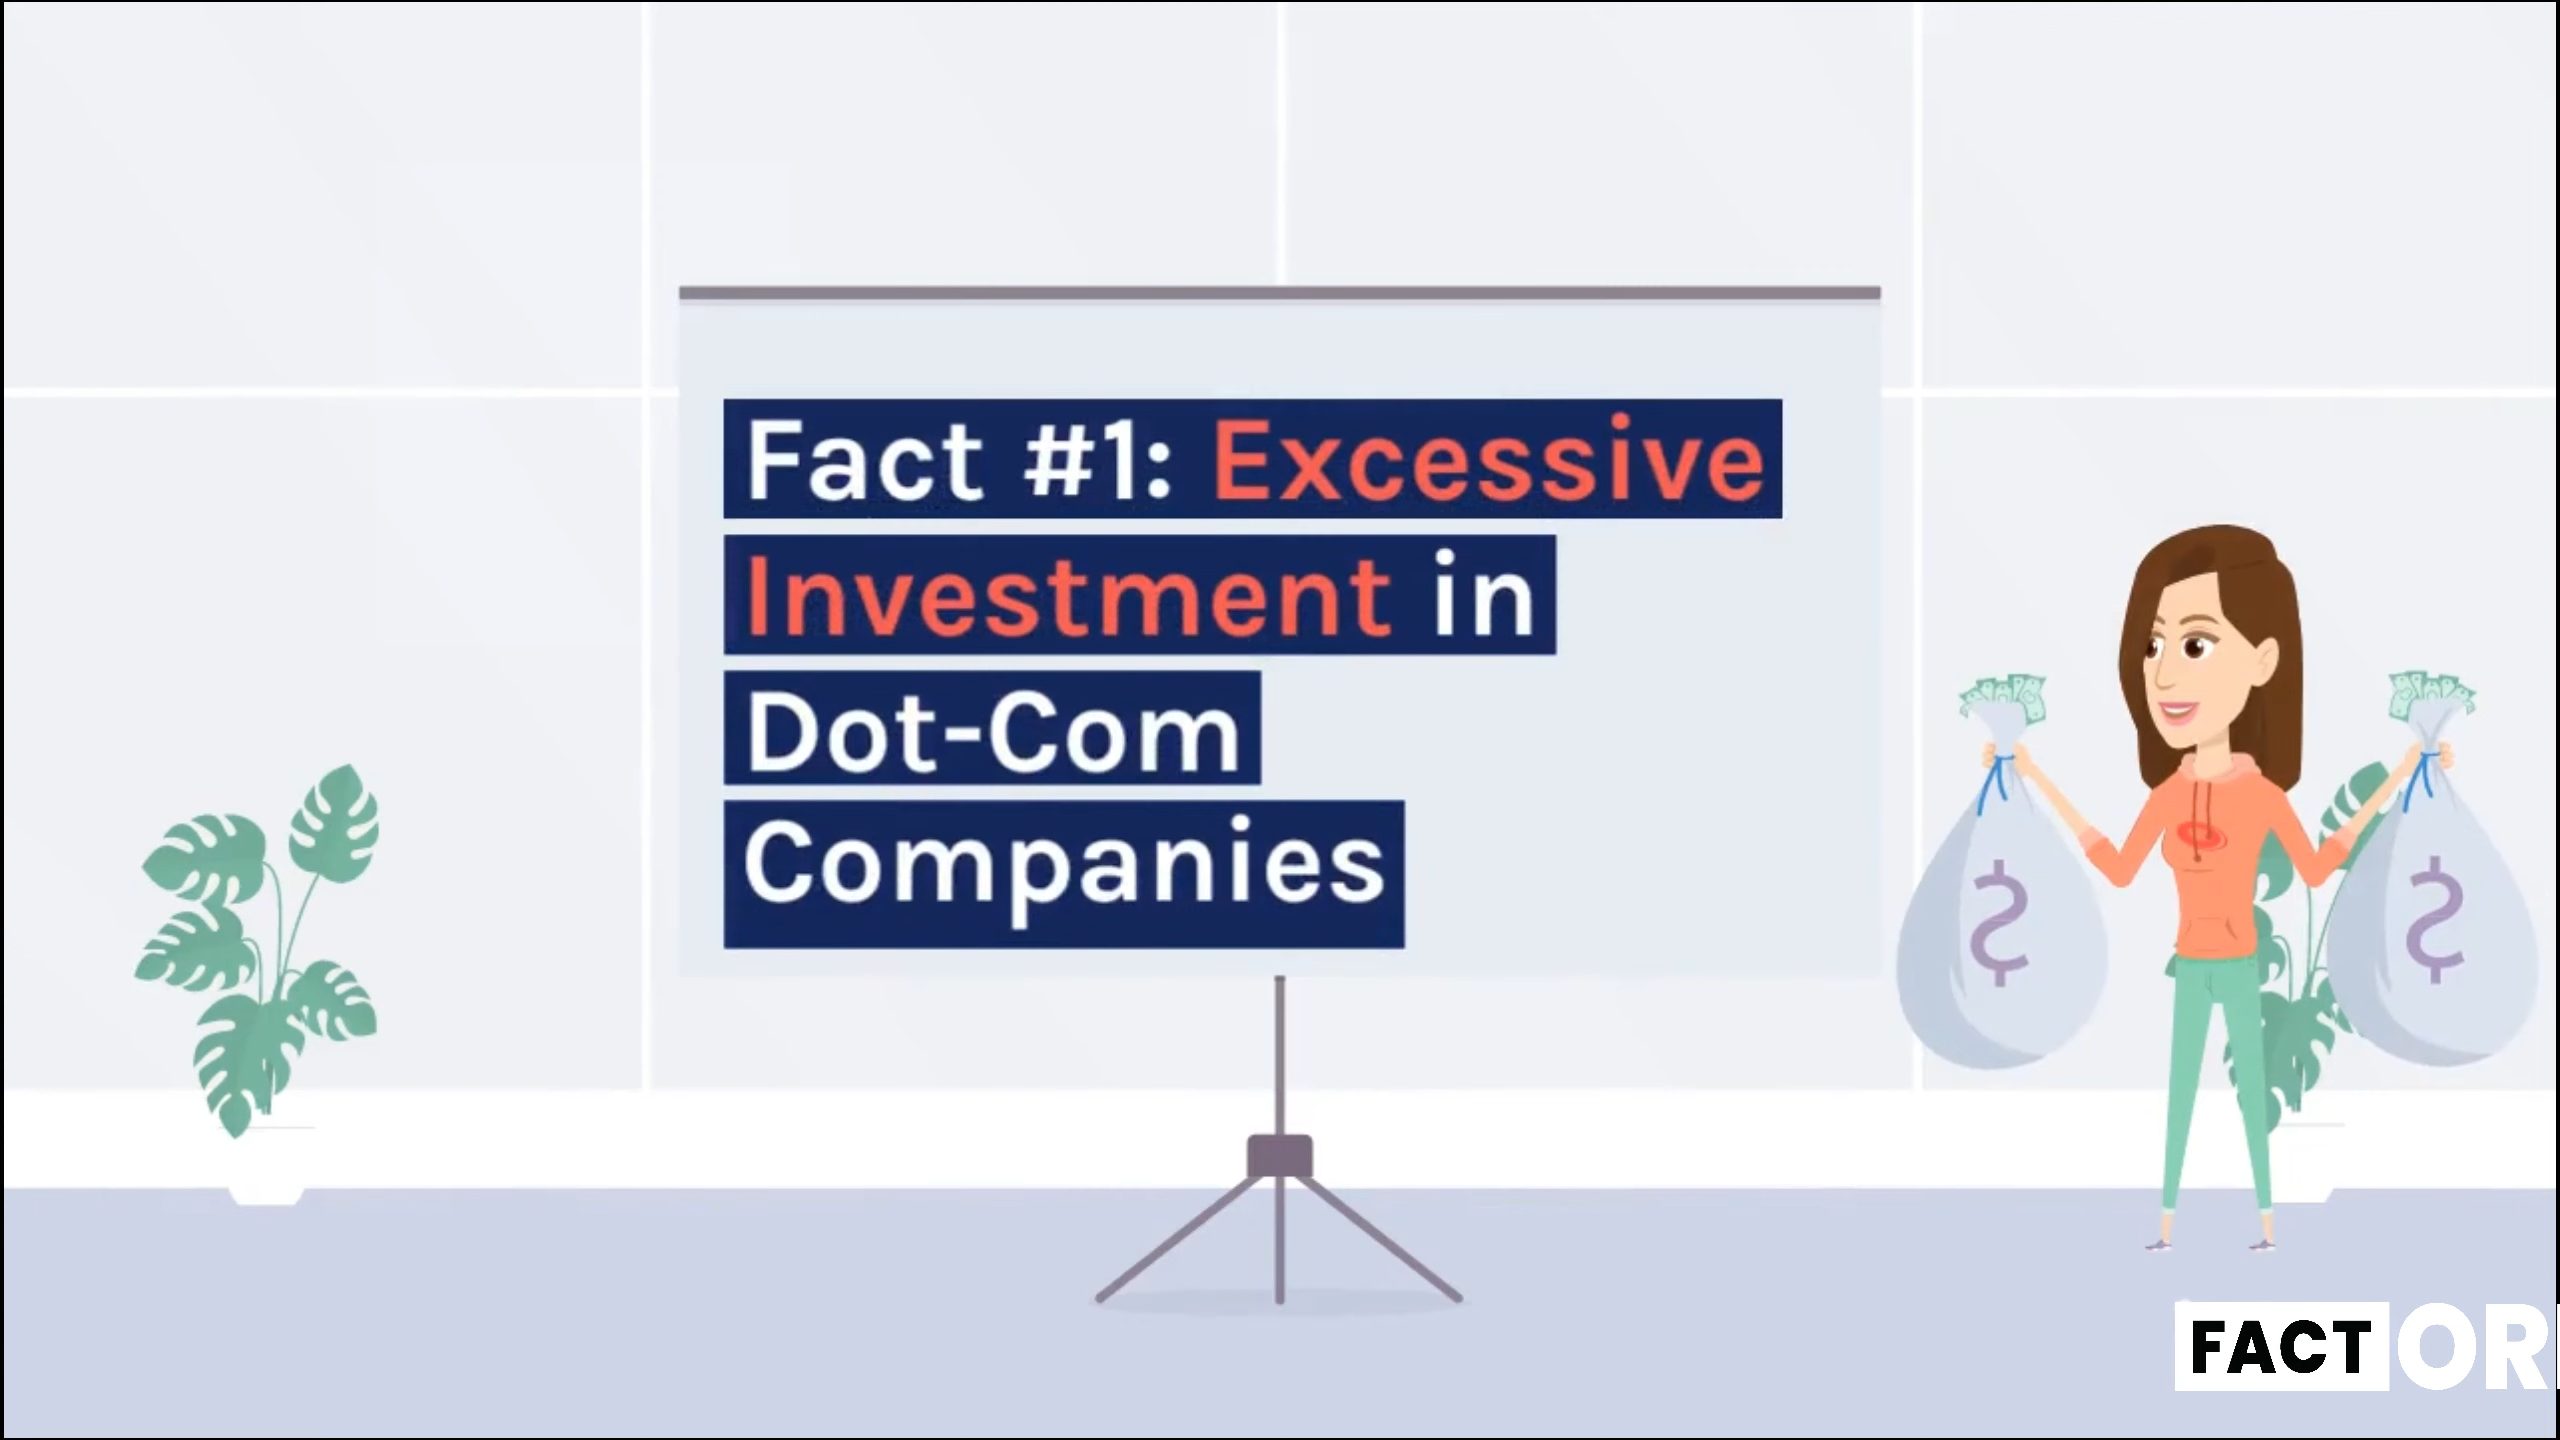 Fact #1: Excessive
Investment in
Dot-Com
Companies
$ $
FACTOR